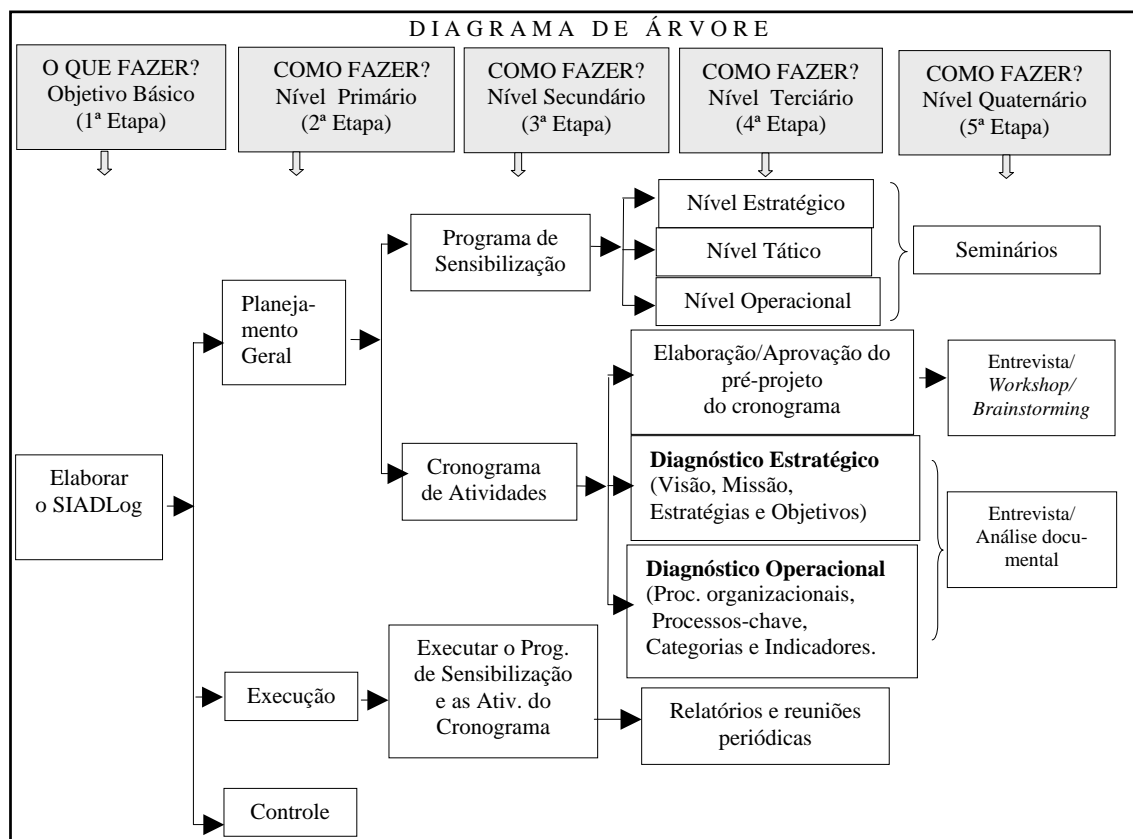 DIAGRAMA DE ÁRVORE
O QUE FAZER?
Objetivo Básico
(1ª Etapa)
COMO FAZER?
Nível Primário
(2ª Etapa)
COMO FAZER?
Nível Secundário
(3ª Etapa)
COMO FAZER?
Nível Terciário
(4ª Etapa)
COMO FAZER?
Nível Quaternário
(5ª Etapa)
Elaborar
o SIADLog
Planeja-
mento
Geral
Programa de
Sensibilização
Nível Estratégico
Nível Tático
Nível Operacional
Seminários
Cronograma
de Atividades
Elaboração/Aprovação do
pré-projeto
do cronograma
Entrevista/
Workshop/
Brainstorming
Diagnóstico Estratégico
(Visão, Missão,
Estratégias e Objetivos)
Diagnóstico Operacional
(Proc. organizacionais,
Processos-chave,
Categorias e Indicadores.
Entrevista/
Análise docu-
mental
Execução
Executar o Prog.
de Sensibilização
e as Ativ. do
Cronograma
Relatórios e reuniões
periódicas
Controle